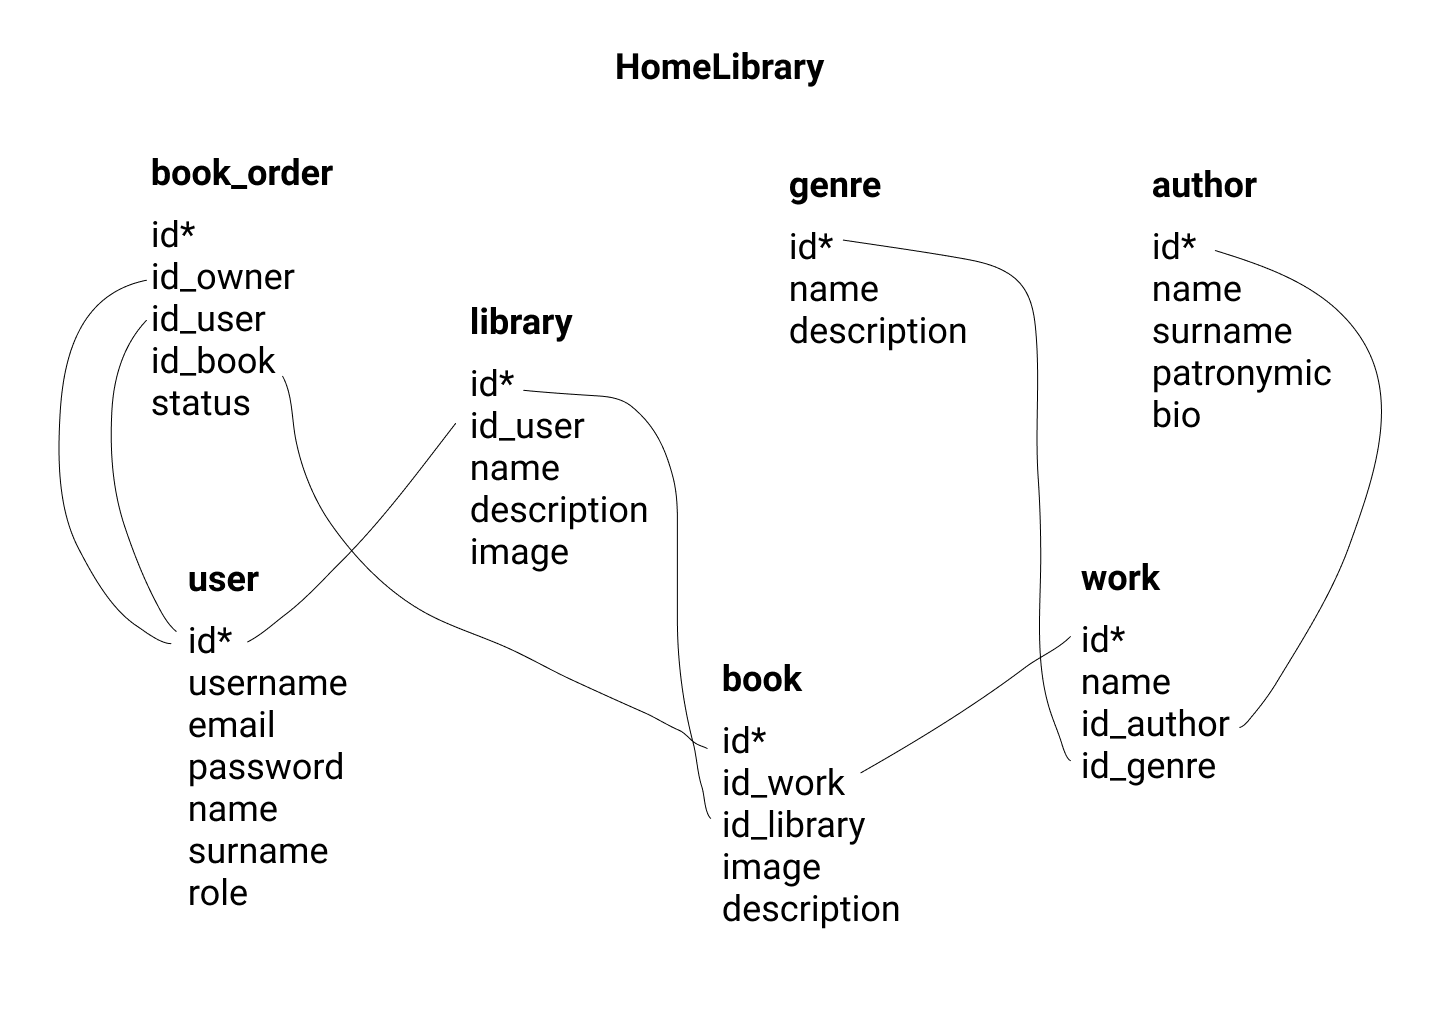 HomeLibrary
book_order
id*
id_owner
id_user
id_book
status
library
id*
id_user
name
description
image
genre
id*
name
description
author
id*
name
surname
patronymic
bio
user
id*
username
email
password
name
surname
role
book
id*
id_work
id_library
image
description
work
id*
name
id_author
id_genre